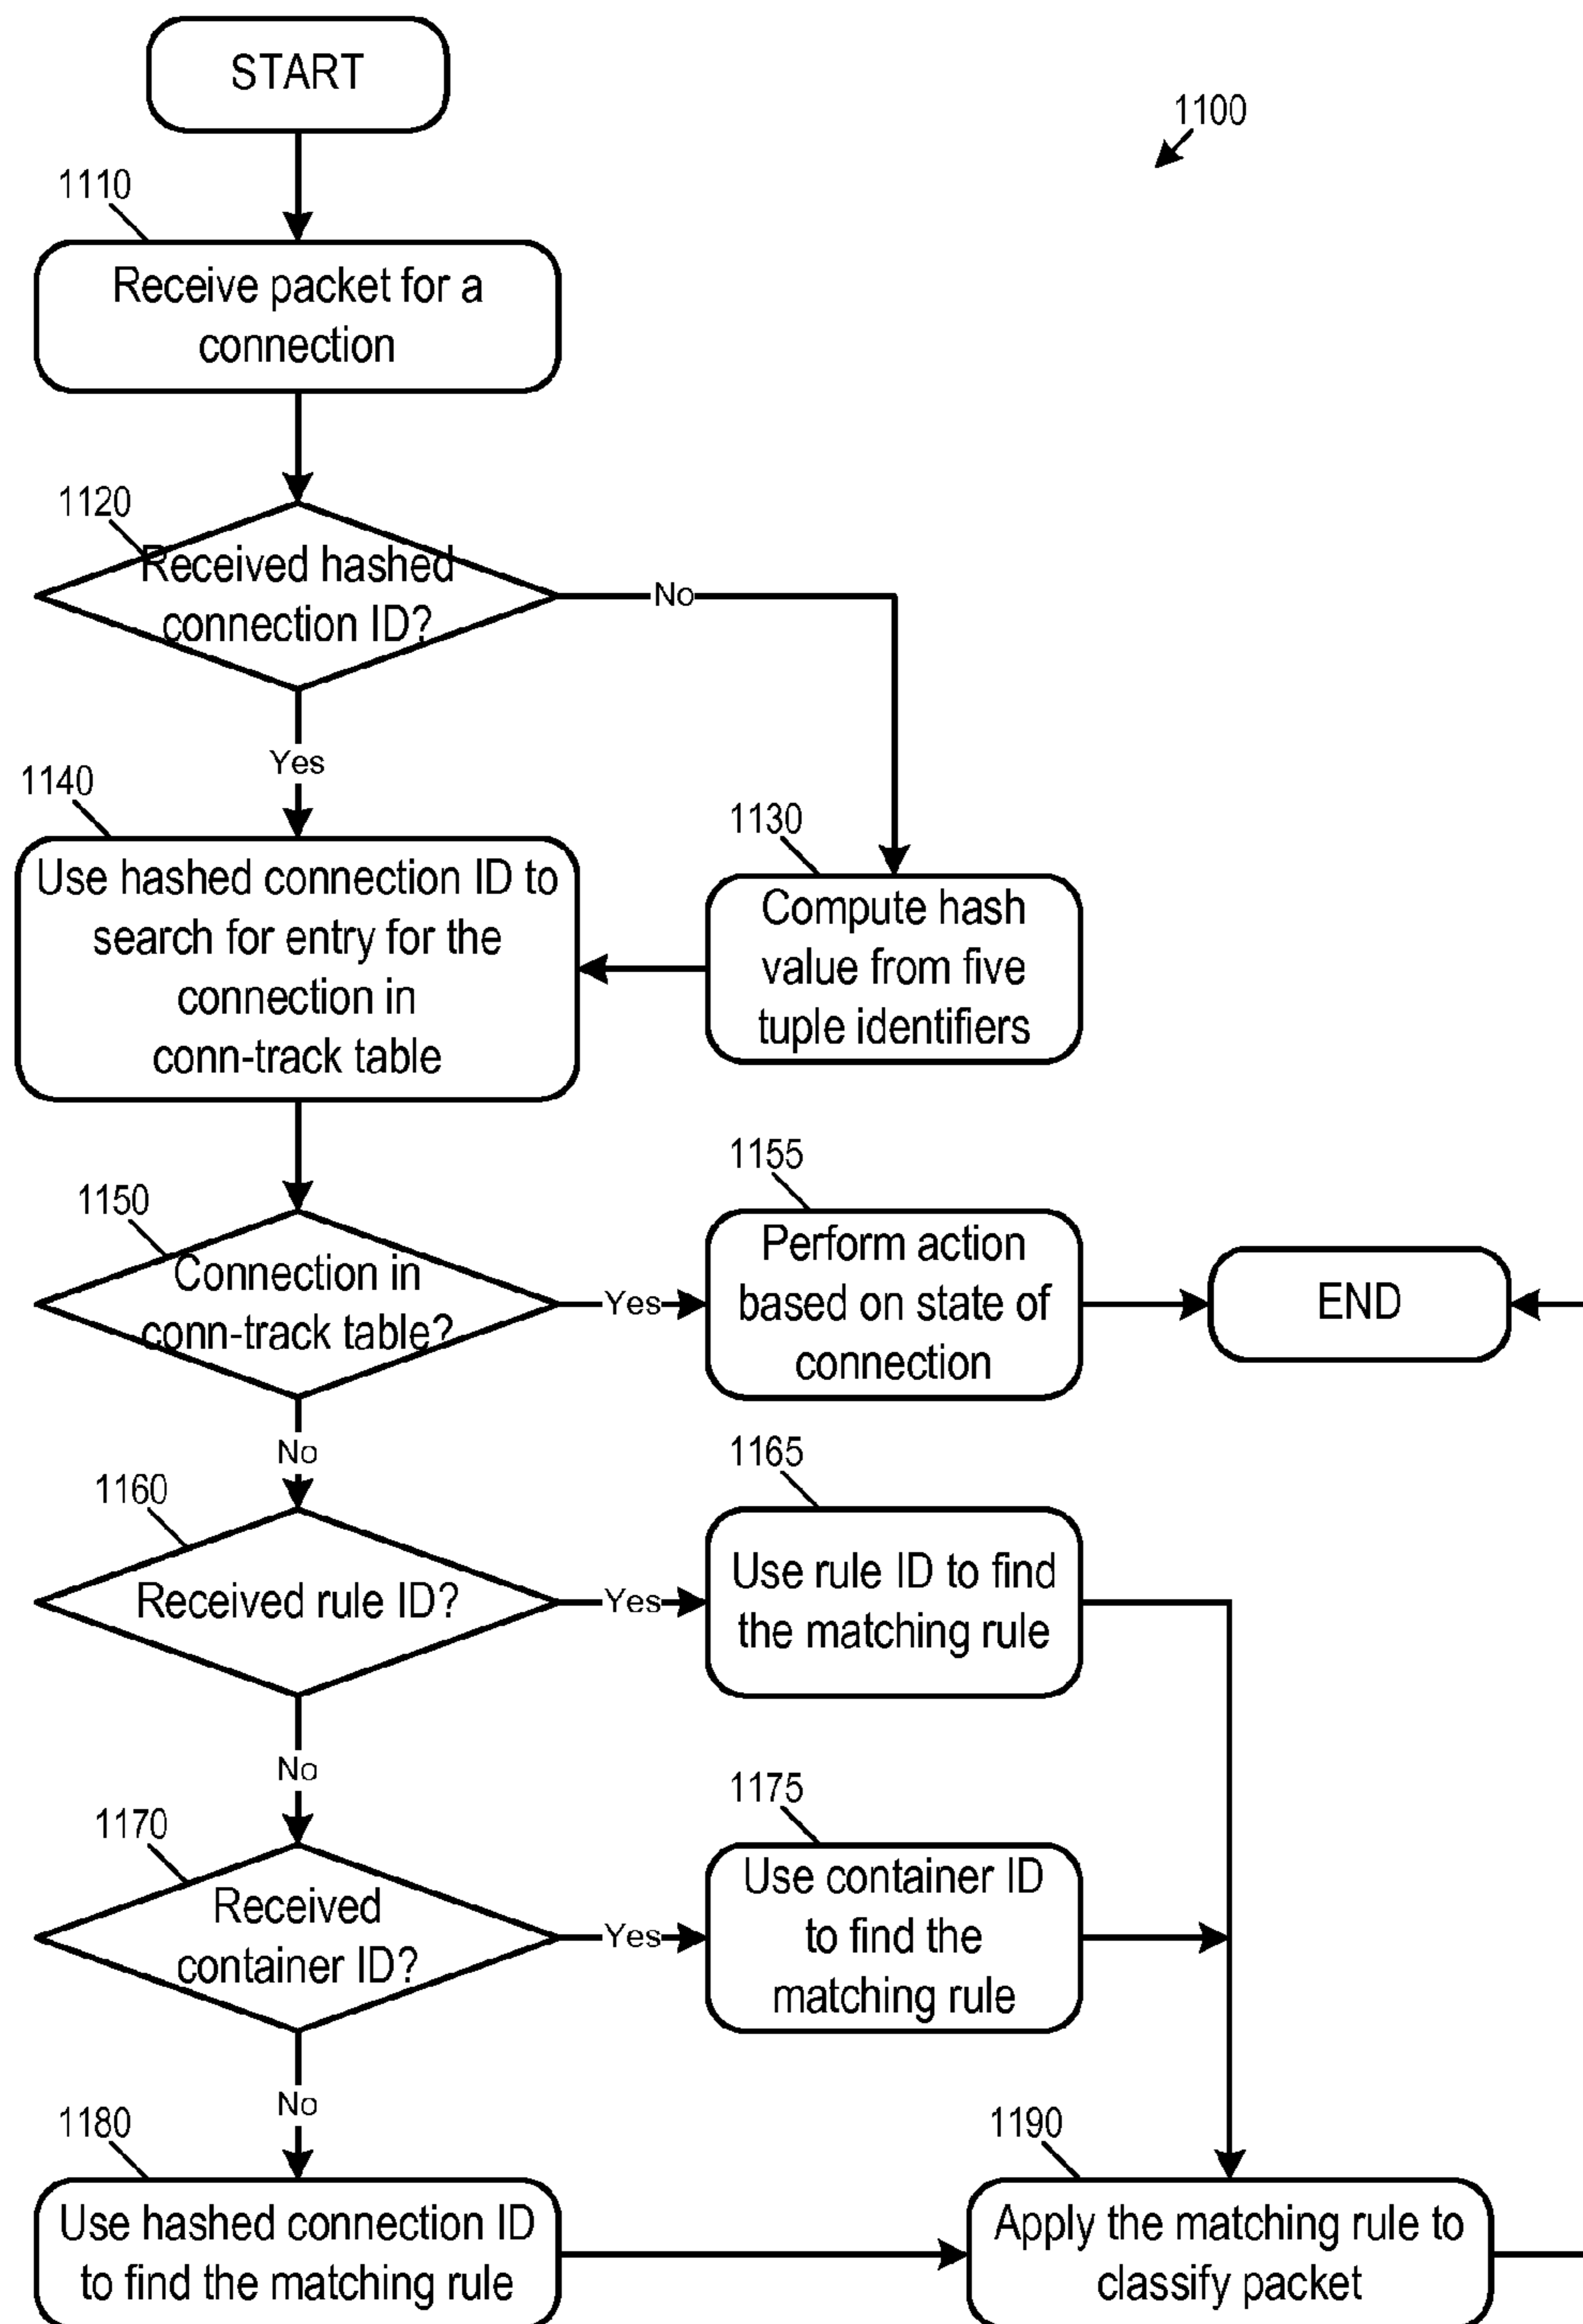 START
1100
1110
Receive packet for a
connection
1120
Received hashed
connection ID?
No
Yes
1140
Use hashed connection ID to
search for entry for the
connection in
conn-track table
1130
Compute hash
value from five
tuple identifiers
1150
Connection in
conn-track table?
Yes
1155
Perform action
based on state of
connection
END
No
1160
Received rule ID?
Yes
1165
Use rule ID to find
the matching rule
No
1170
Received
container ID?
Yes
1175
Use container ID
to find the
matching rule
No
1180
Use hashed connection ID
to find the matching rule
1190
Apply the matching rule to
classify packet